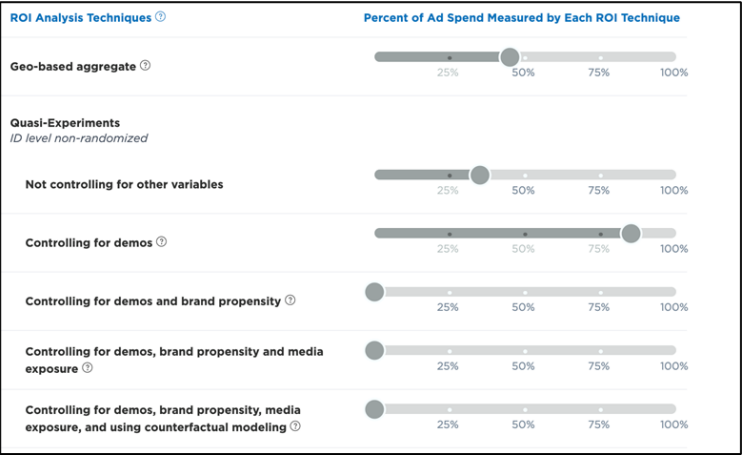 ROI Analysis Techniques ? Percent of Ad Spend Measured by Each ROI Technique
Geo-based aggregate ?
25% 50% 75% 100%
Quasi-Experiments
ID level non-randomized
Not controlling for other variables
25% 50% 75% 100%
Controlling for demos ?
25% 50% 75% 100%
Controlling for demos and brand propensity ?
25% 50% 75% 100%
Controlling for demos, brand propensity and media
exposure ?
25% 50% 75% 100%
Controlling for demos, brand propensity, media
exposure, and using counterfactual modeling ?
25% 50% 75% 100%